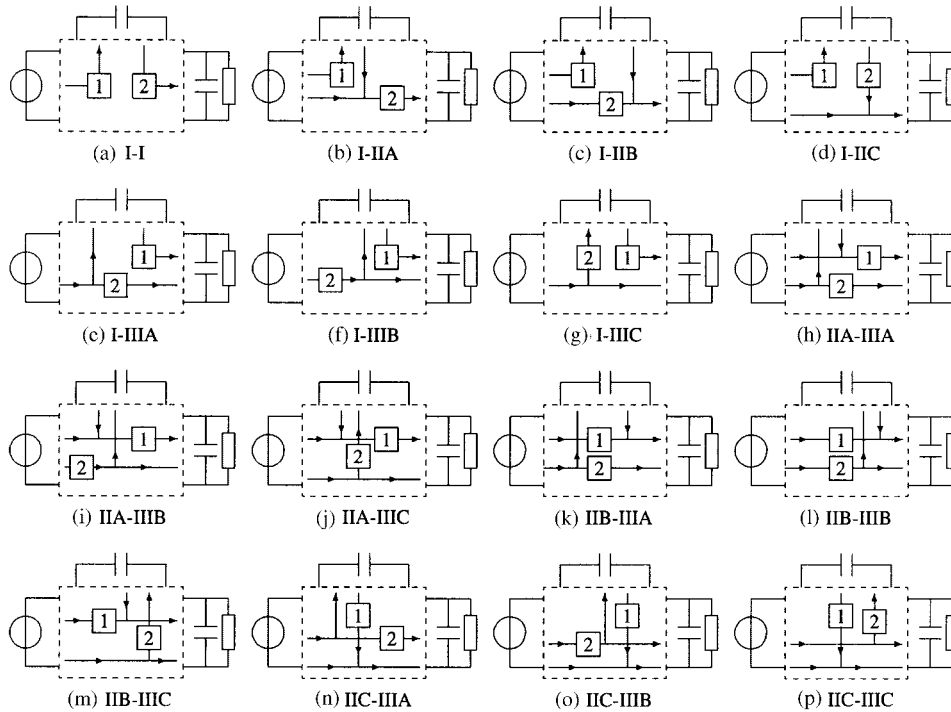 1 2 1 2 1 2 1 2
(a) I-I (b) I-IIA (c) I-IIB (d) I-IIC
2 1 2 1 2 1 1 2
(e) I-IIIA (f) I-IIIB (g) I-IIIC (h) IIA-IIIA
1 2 1 2 1 2 1 2
(i) IIA-IIIB (j) IIA-IIIC (k) IIB-IIIA (l) IIB-IIIB
1 2 1 2 1 2 1 2
(m) IIB-IIIC (n) IIC-IIIA (o) IIC-IIIB (p) IIC-IIIC